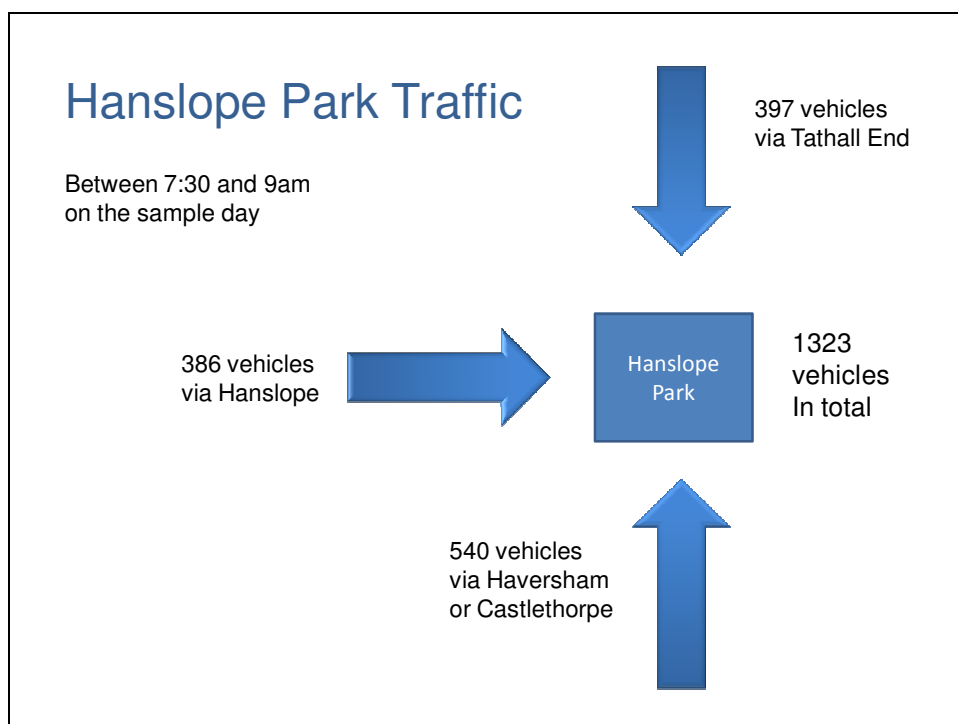 Hanslope Park Traffic
Between 7:30 and 9am
on the sample day
397 vehicles
via Tathall End
386 vehicles
via Hanslope
Hanslope
Park
1323
vehicles
In total
540 vehicles
via Haversham
or Castlethorpe